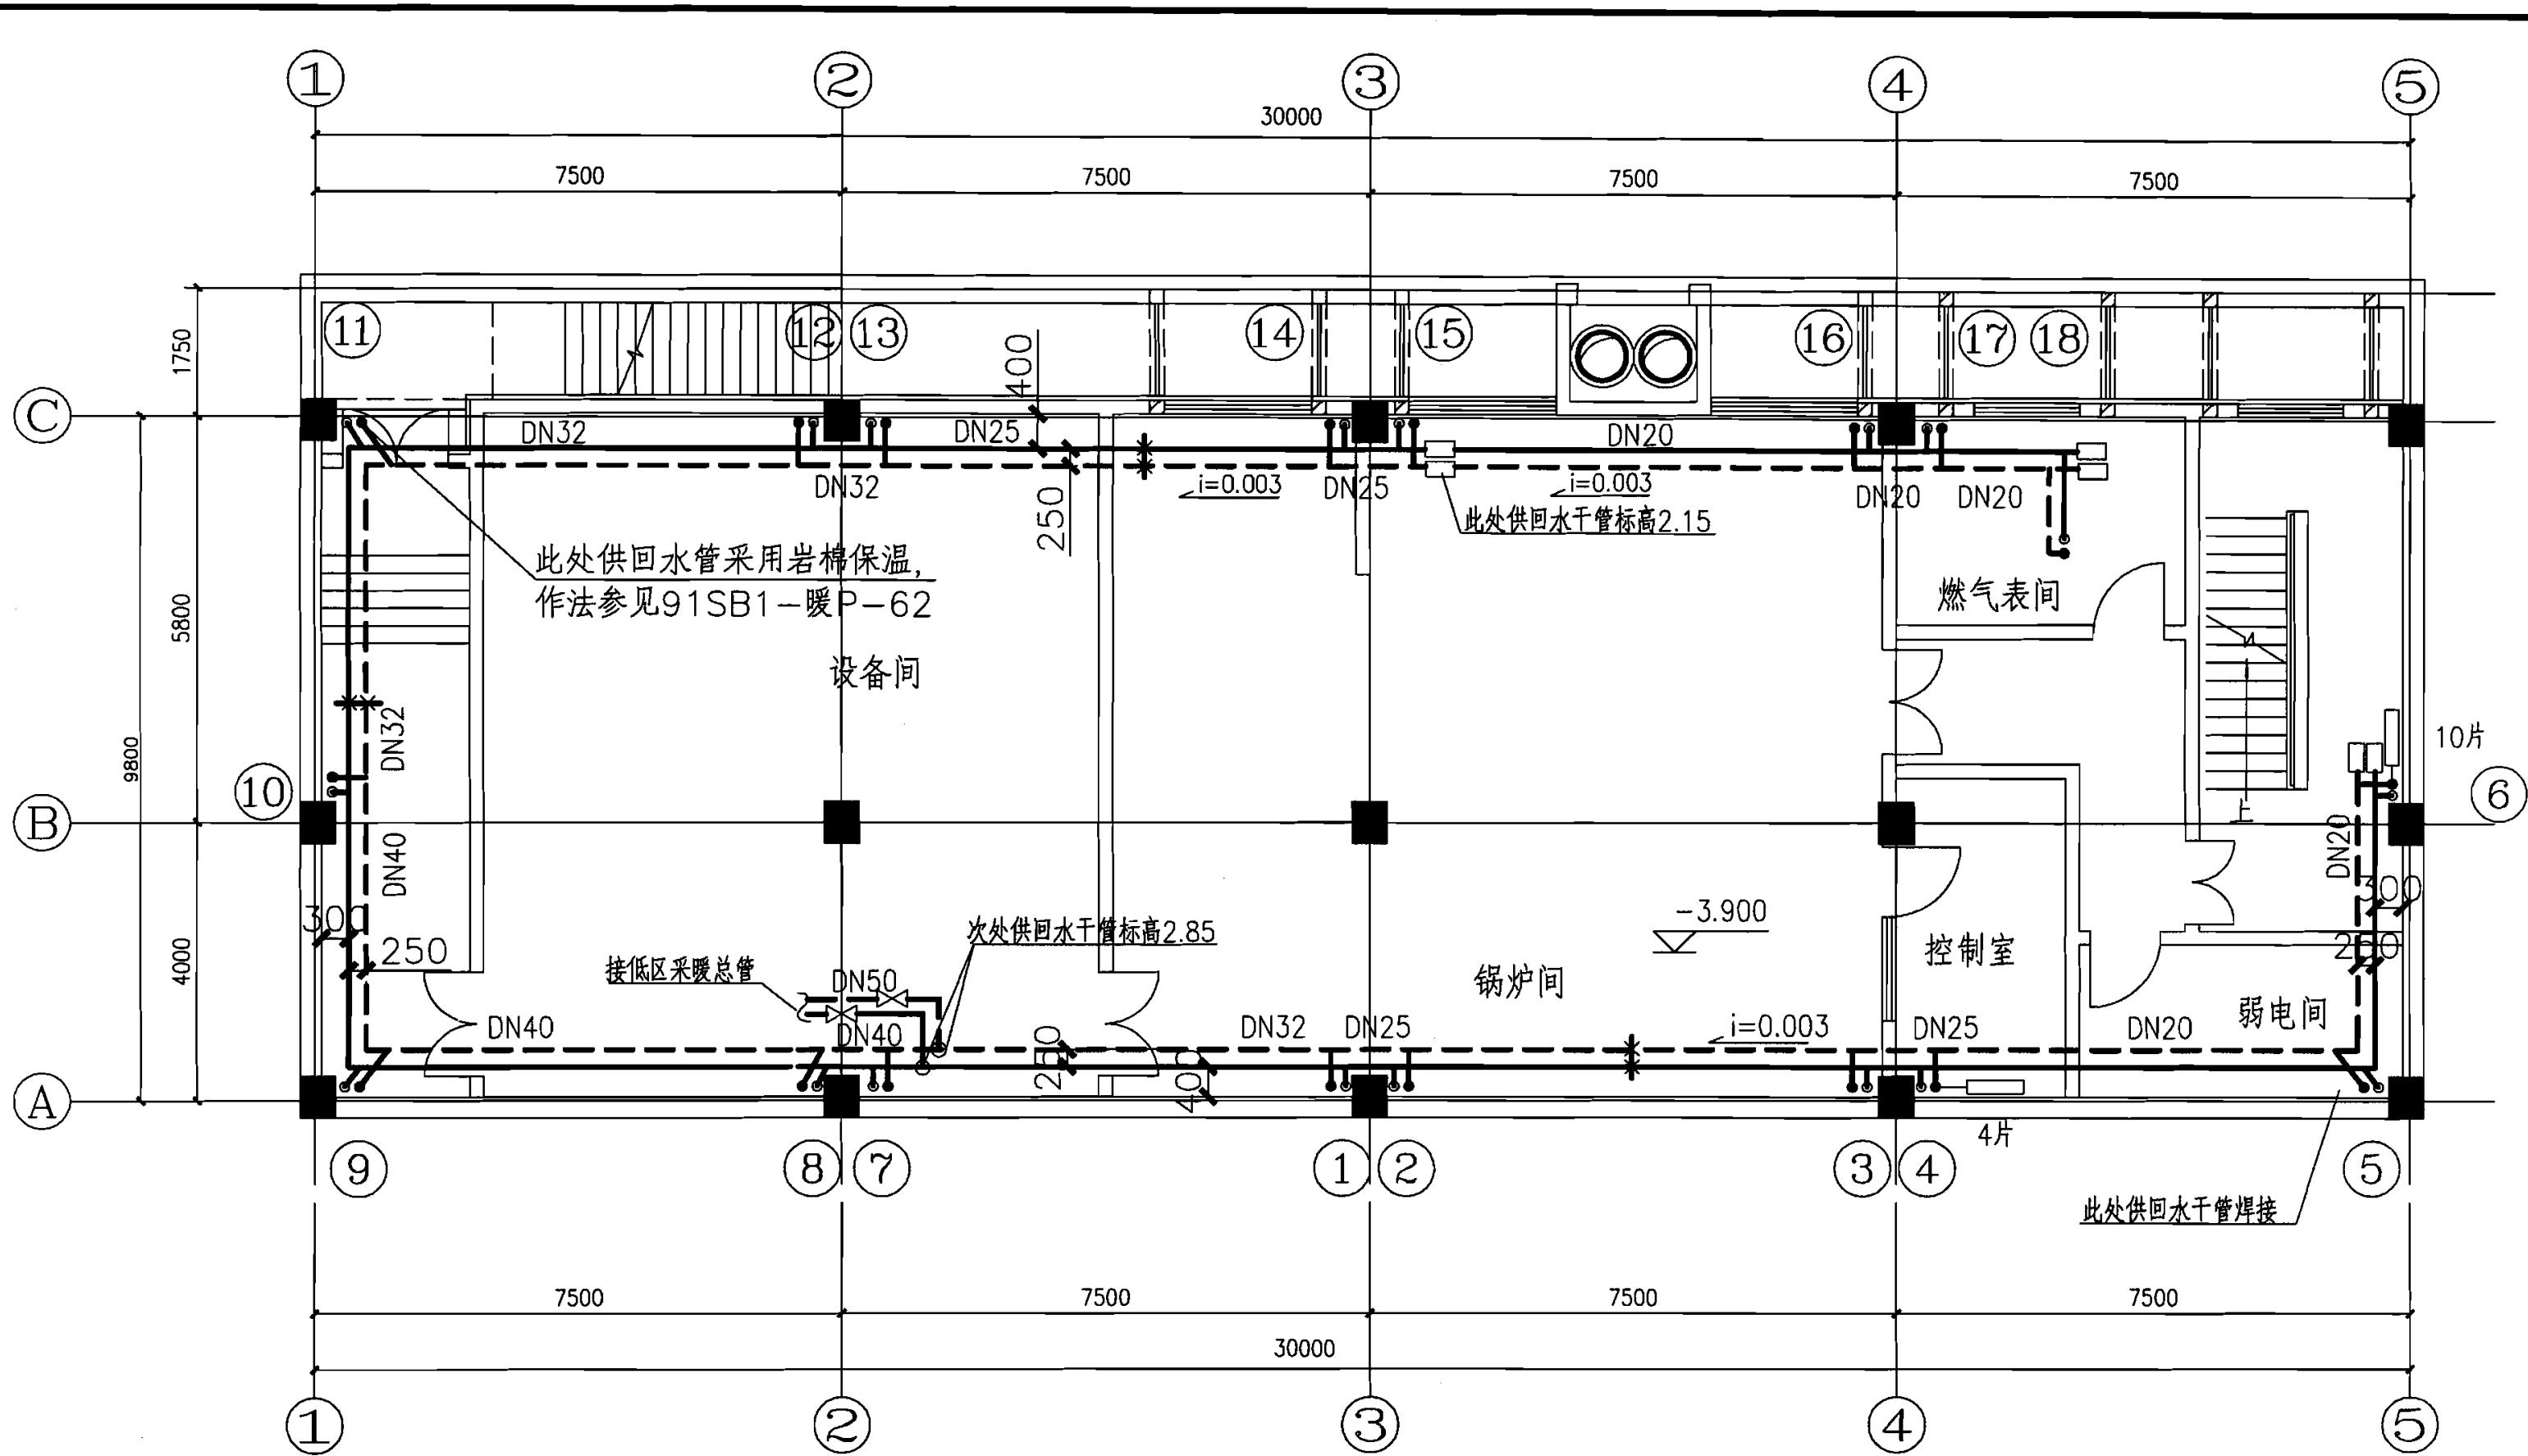 1 2 3 4 5
30000
7500 7500 7500 7500
11 12 13 14 15 16 17 18
1750
400
C
DN32 DN25 DN20
DN32 i=0.003 DN25 i=0.003 DN20 DN20
250
此处供回水干管标高2.15
此处供回水管采用岩棉保温,
作法参见91SB1-暖P-62
燃气表间
5800
设备间
DN32
10片
9800
10
6
B
上
DN40
DN20
300
300
-3.900
次处供回水干管标高2.85
控制室
250
250
4000
接低区采暖总管
DN50
锅炉间
弱电间
DN40 DN40 DN32 DN25 i=0.003 DN25 DN20
250
400
A
4片
9 8 7 1 2 3 4 5
此处供回水干管焊接
7500 7500 7500 7500
30000
1 2 3 4 5